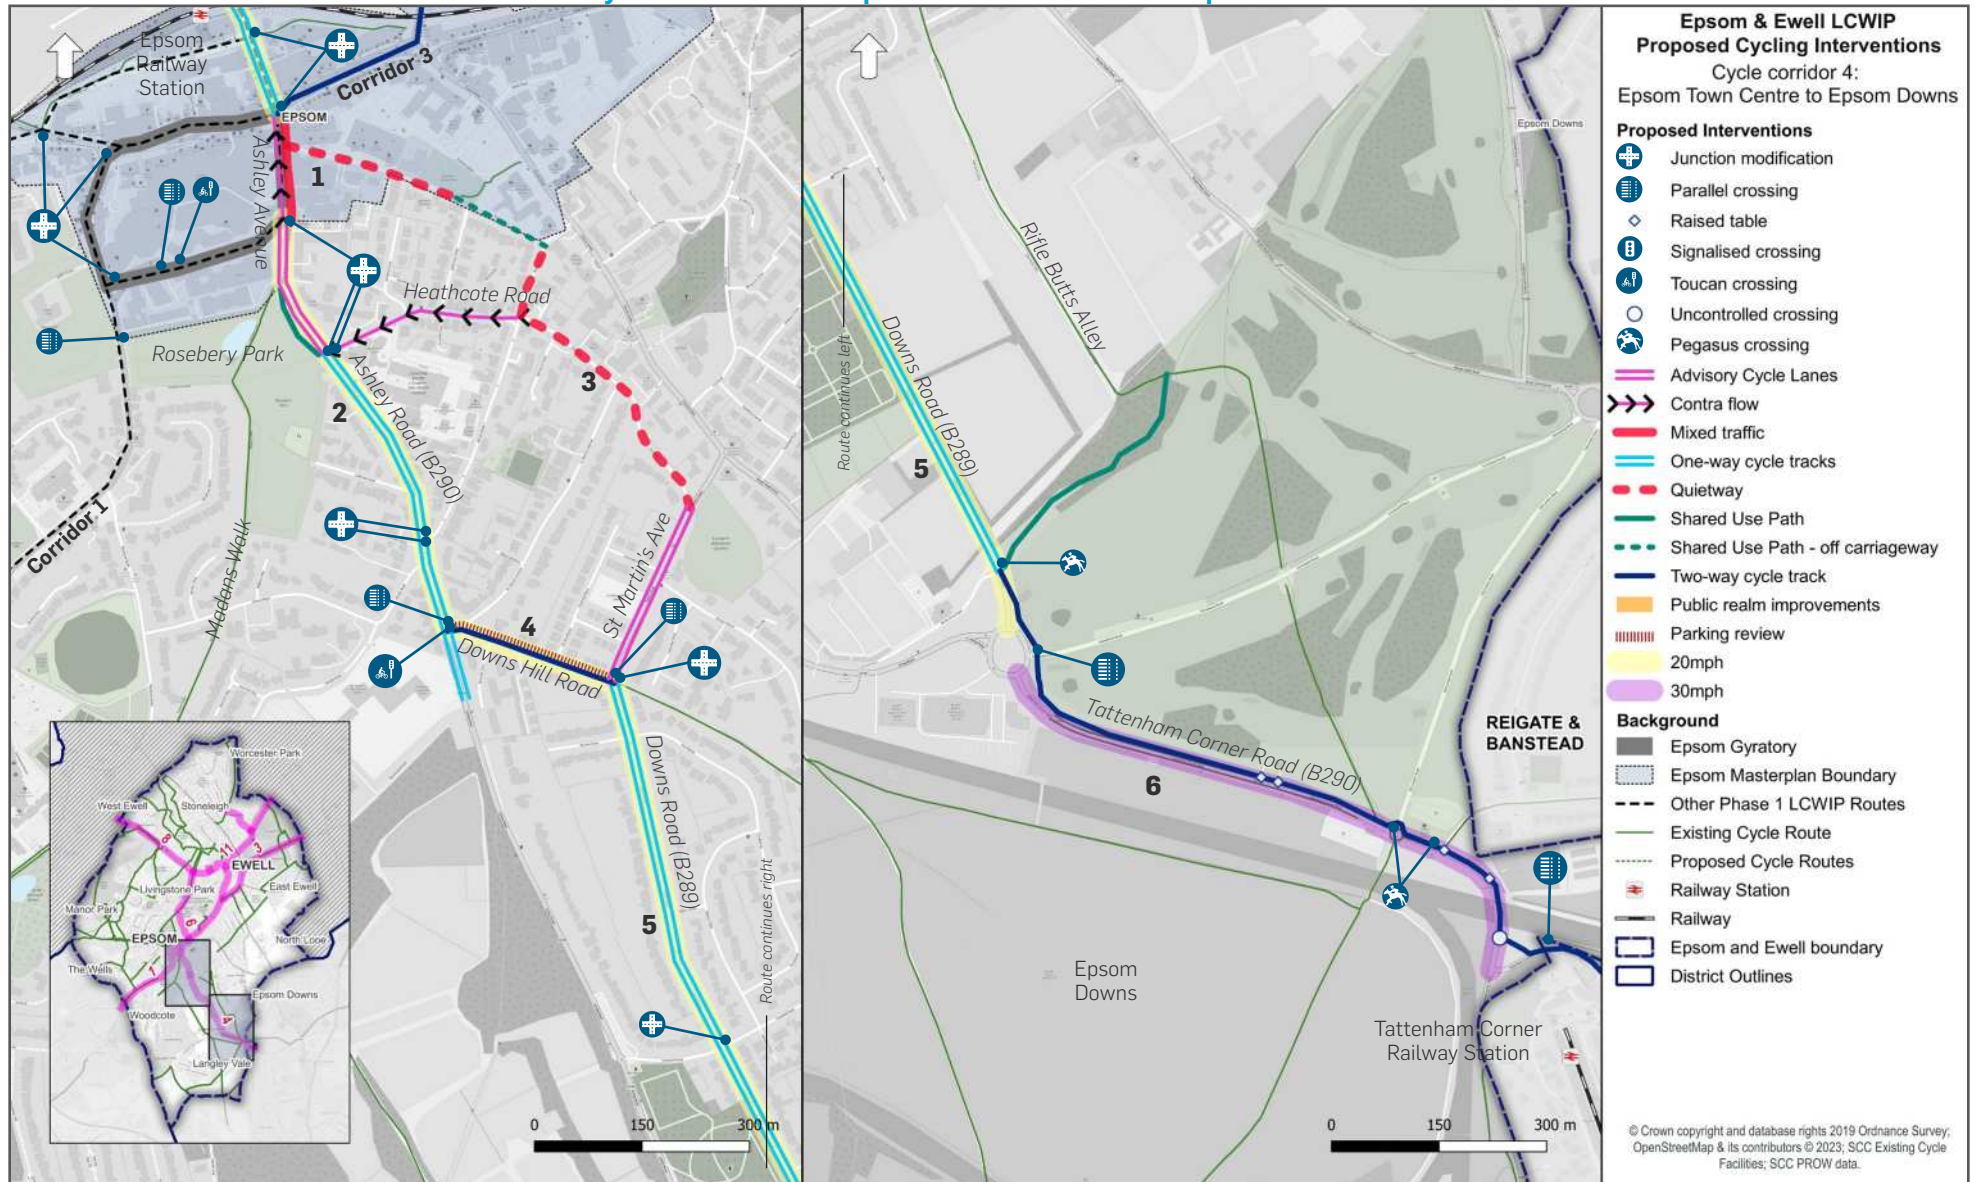 Epsom
Railway
Station
Corridor 3
EPSOM
Ashley Avenue
1
Heathcote Road
Rosebery Park
2
Ashley Road (B290)
3
Corridor 1
Madans Walk
St Martin's Ave
4
Downs Hill Road
Downs Road (B289)
5
Route continues right
0 150 300 m
Worcester Park
West Ewell
Stoneleigh
8
11
3
EWELL
Livingstone Park
East Ewell
Manor Park
9
EPSOM
North Looe
The Wells
1
Epsom Downs
Woodcote
4
Langley Vale
Route continues left
Downs Road (B289)
5
Rifle Butts Alley
Epsom Downs
Tattenham Corner Road (B290)
6
REIGATE &
BANSTEAD
Epsom
Downs
Tattenham Corner
Railway Station
0 150 300 m
Epsom & Ewell LCWIP
Proposed Cycling Interventions
Cycle corridor 4:
Epsom Town Centre to Epsom Downs
Proposed Interventions
Junction modification
Parallel crossing
Raised table
Signalised crossing
Toucan crossing
Uncontrolled crossing
Pegasus crossing
Advisory Cycle Lanes
Contra flow
Mixed traffic
One-way cycle tracks
Quietway
Shared Use Path
Shared Use Path - off carriageway
Two-way cycle track
Public realm improvements
Parking review
20mph
30mph
Background
Epsom Gyratory
Epsom Masterplan Boundary
Other Phase 1 LCWIP Routes
Existing Cycle Route
Proposed Cycle Routes
Railway Station
Railway
Epsom and Ewell boundary
District Outlines
© Crown copyright and database rights 2019 Ordnance Survey;
OpenStreetMap & its contributors © 2023; SCC Existing Cycle
Facilities; SCC PROW data.